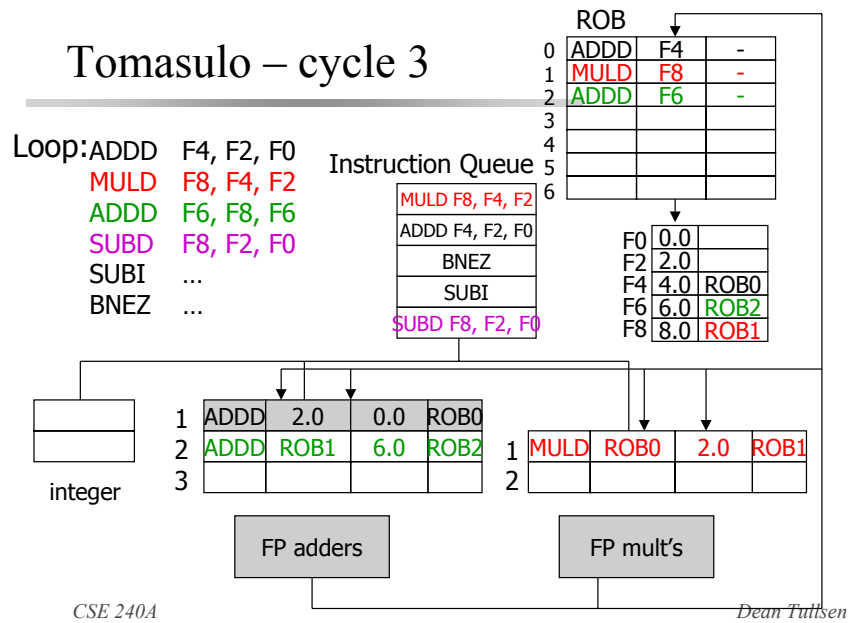 Tomasulo – cycle 3
ROB
0 ADDD F4 -
1 MULD F8 -
2 ADDD F6 -
3
4
5
6
Loop: ADDD F4, F2, F0
MULD F8, F4, F2
ADDD F6, F8, F6
SUBD F8, F2, F0
SUBI ...
BNEZ ...
Instruction Queue
MULD F8, F4, F2
ADDD F4, F2, F0
BNEZ
SUBI
SUBD F8, F2, F0
F0 0.0
F2 2.0
F4 4.0 ROB0
F6 6.0 ROB2
F8 8.0 ROB1
integer
1 ADDD 2.0 0.0 ROB0
2 ADDD ROB1 6.0 ROB2
3
1 MULD ROB0 2.0 ROB1
2
FP adders
FP mult's
CSE 240A
Dean Tullsen